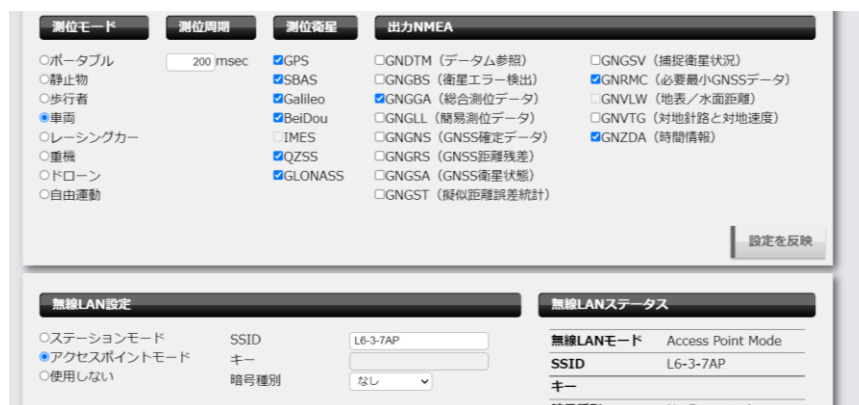 測位モード 測位周期 測位衛星 出力NMEA
ポータブル 200 msec GPS GNDTM（データム参照） GNGSV（捕捉衛星状況）
静止物 SBAS GNGBS（衛星エラー検出） GNRMC（必要最小GNSSデータ）
歩行者 Galileo GNGGA（総合測位データ） GNVLW（地表／水面距離）
車両 BeiDou GNGLL（簡易測位データ） GNVTG（対地針路と対地速度）
レーシングカー IMES GNGNS（GNSS確定データ） GNZDA（時間情報）
重機 QZSS GNGRS（GNSS距離残差）
ドローン GLONASS GNGSA（GNSS衛星状態）
自由運動 GNGST（擬似距離誤差統計）
設定を反映
無線LAN設定 無線LANステータス
ステーションモード SSID L6-3-7AP 無線LANモード Access Point Mode
アクセスポイントモード キー SSID L6-3-7AP
使用しない 暗号種別 なし キー